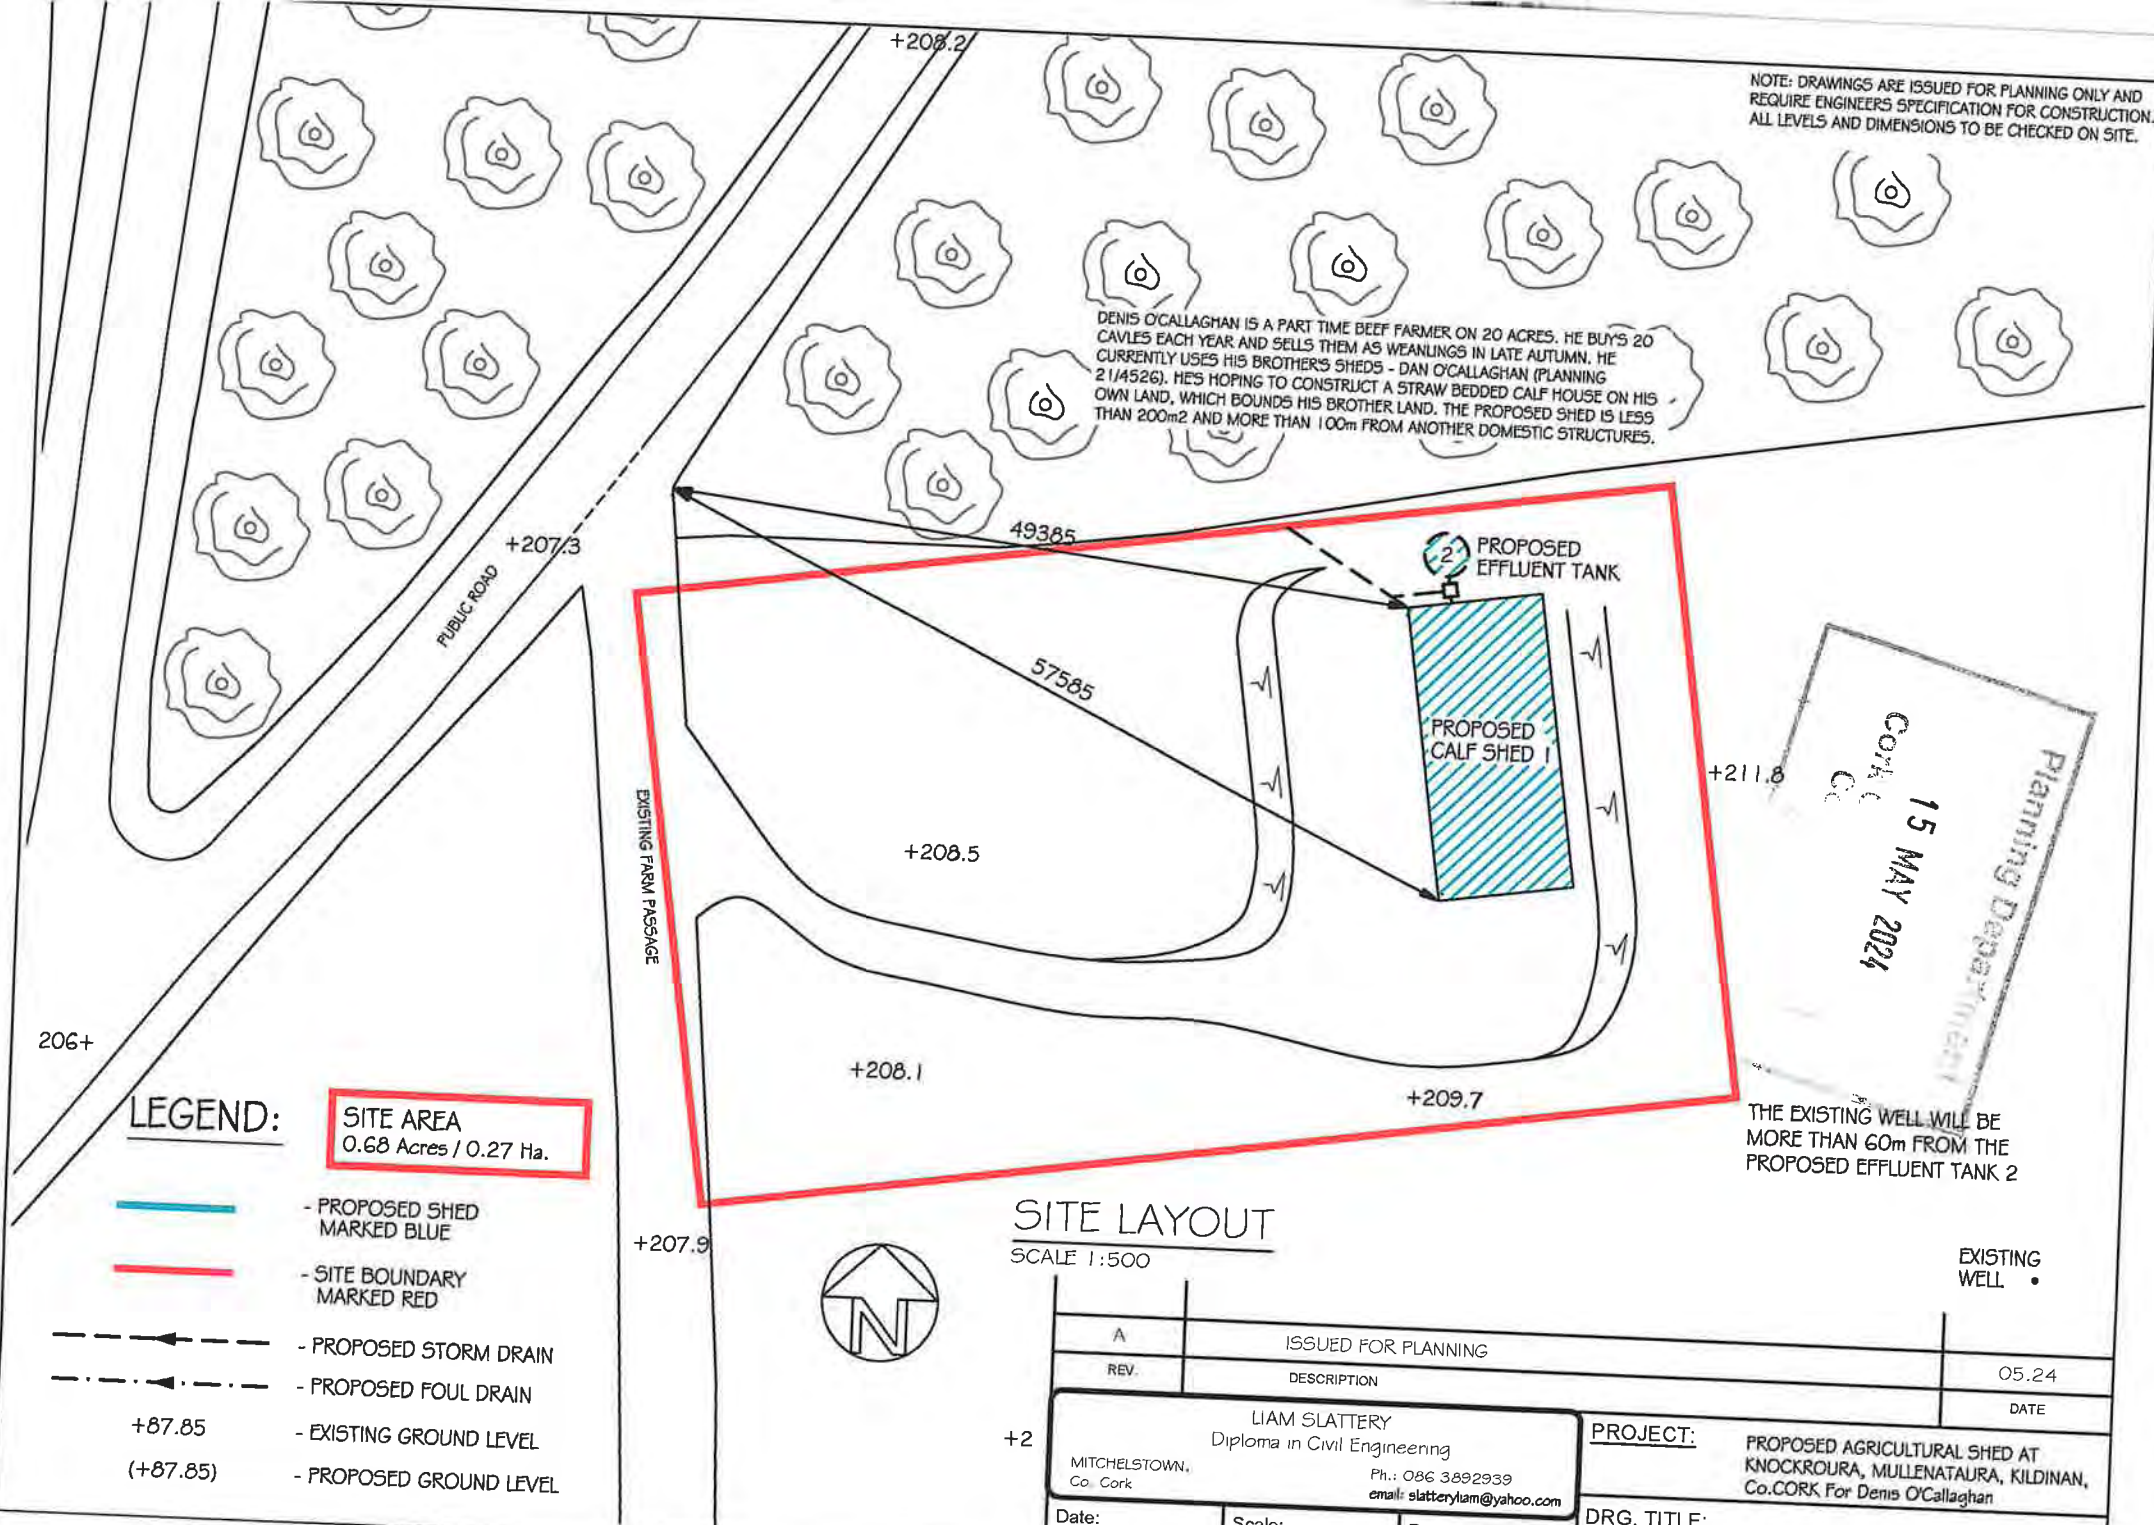 +208.2
NOTE: DRAWINGS ARE ISSUED FOR PLANNING ONLY AND
REQUIRE ENGINEERS SPECIFICATION FOR CONSTRUCTION.
ALL LEVELS AND DIMENSIONS TO BE CHECKED ON SITE.
DENIS O'CALLAGHAN IS A PART TIME BEEF FARMER ON 20 ACRES. HE BUYS 20
CAVLES EACH YEAR AND SELLS THEM AS WEANLINGS IN LATE AUTUMN. HE
CURRENTLY USES HIS BROTHERS SHEDS - DAN O'CALLAGHAN (PLANNING
21/4526). HES HOPING TO CONSTRUCT A STRAW BEDDED CALF HOUSE ON HIS
OWN LAND, WHICH BOUNDS HIS BROTHER LAND. THE PROPOSED SHED IS LESS
THAN 200m2 AND MORE THAN 100m FROM ANOTHER DOMESTIC STRUCTURES.
+207.3
PUBLIC ROAD
49385
2
PROPOSED
EFFLUENT TANK
57585
PROPOSED
CALF SHED 1
+211.8
Cork
15 MAY 2024
Planning Department
EXISTING FARM PASSAGE
+208.5
206+
+208.1
+209.7
THE EXISTING WELL WILL BE
MORE THAN 60m FROM THE
PROPOSED EFFLUENT TANK 2
LEGEND:
SITE AREA
0.68 Acres / 0.27 Ha.
- PROPOSED SHED
MARKED BLUE
- SITE BOUNDARY
MARKED RED
- PROPOSED STORM DRAIN
- PROPOSED FOUL DRAIN
+87.85 - EXISTING GROUND LEVEL
(+87.85) - PROPOSED GROUND LEVEL
+207.9
N
SITE LAYOUT
SCALE 1:500
EXISTING
WELL
A ISSUED FOR PLANNING 05.24
REV. DESCRIPTION DATE
+2
LIAM SLATTERY
Diploma in Civil Engineering
MITCHELSTOWN,
Co. Cork
Ph.: 086 3892939
email: slatteryliam@yahoo.com
PROJECT:
PROPOSED AGRICULTURAL SHED AT
KNOCKROURA, MULLENATAURA, KILDINAN,
Co.CORK For Denis O'Callaghan
Date: Scale: DRG. TITLE: